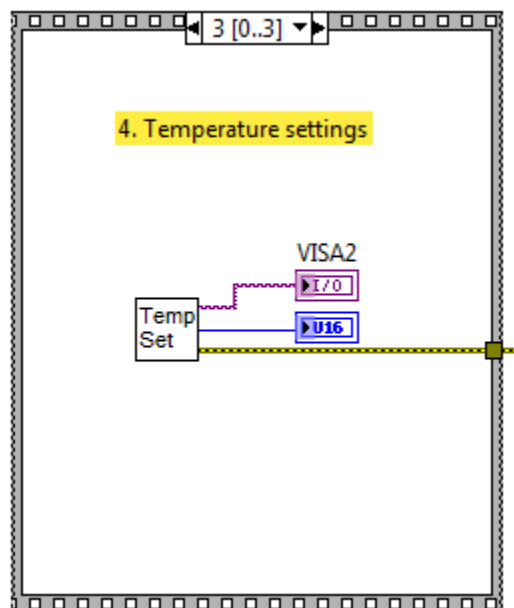 3 [0..3]
4. Temperature settings
VISA2
I/O
Temp
Set
U16